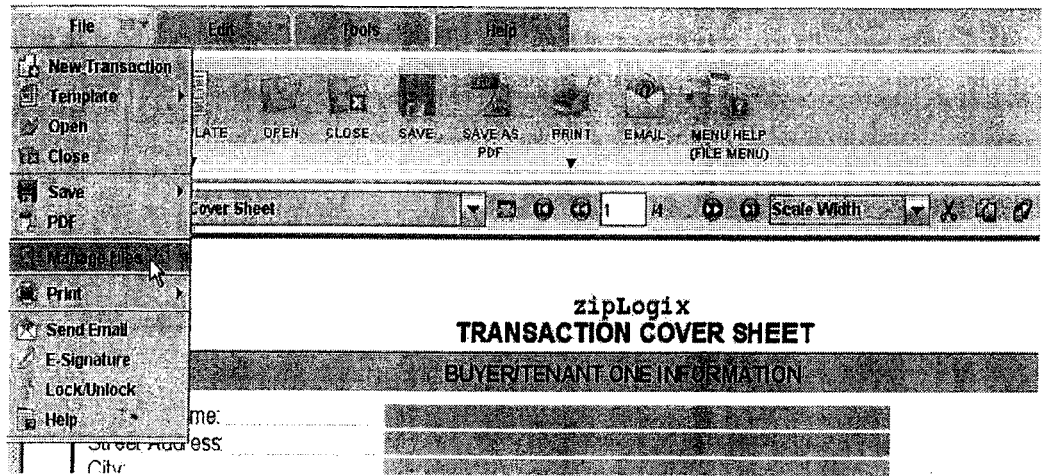 File Edit Tools Help
New Transaction
Template
Open
Close
Save
PDF
Manage Files
Print
Send Email
E-Signature
Lock/Unlock
Help
LATE OPEN CLOSE SAVE SAVE AS PDF PRINT EMAIL MENU HELP (FILE MENU)
Cover Sheet 1 /4 Scale Width
zipLogix
TRANSACTION COVER SHEET
BUYER/TENANT ONE INFORMATION
me:
Street Address:
City: